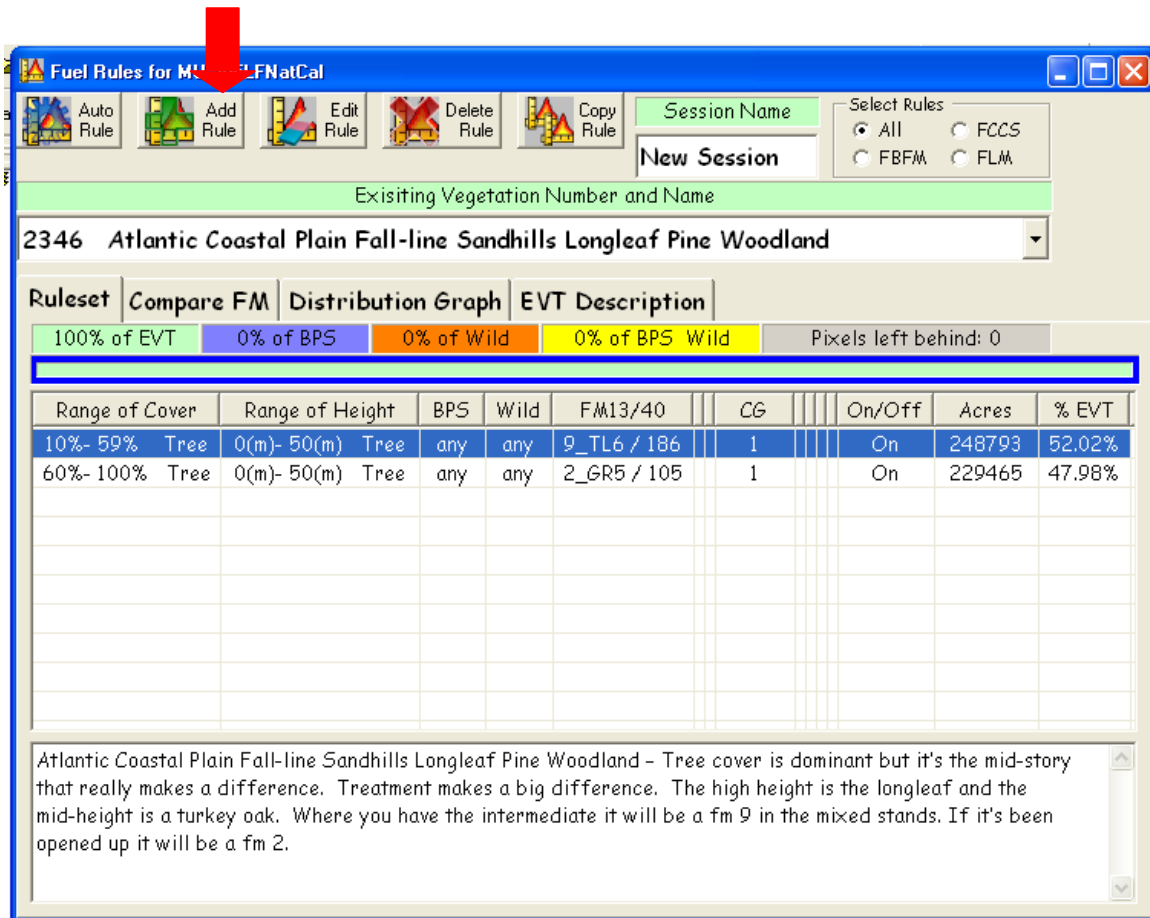 Fuel Rules for M LFNatCal
Auto Rule
Add Rule
Edit Rule
Delete Rule
Copy Rule
Session Name
New Session
Select Rules
All FCCS
FBFM FLM
Exisiting Vegetation Number and Name
2346 Atlantic Coastal Plain Fall-line Sandhills Longleaf Pine Woodland
Ruleset Compare FM Distribution Graph EVT Description
100% of EVT 0% of BPS 0% of Wild 0% of BPS Wild Pixels left behind: 0
Range of Cover Range of Height BPS Wild FM13/40 CG On/Off Acres % EVT
10%- 59% Tree 0(m)- 50(m) Tree any any 9_TL6 / 186 1 On 248793 52.02%
60%- 100% Tree 0(m)- 50(m) Tree any any 2_GR5 / 105 1 On 229465 47.98%
Atlantic Coastal Plain Fall-line Sandhills Longleaf Pine Woodland - Tree cover is dominant but it's the mid-story
that really makes a difference. Treatment makes a big difference. The high height is the longleaf and the
mid-height is a turkey oak. Where you have the intermediate it will be a fm 9 in the mixed stands. If it's been
opened up it will be a fm 2.